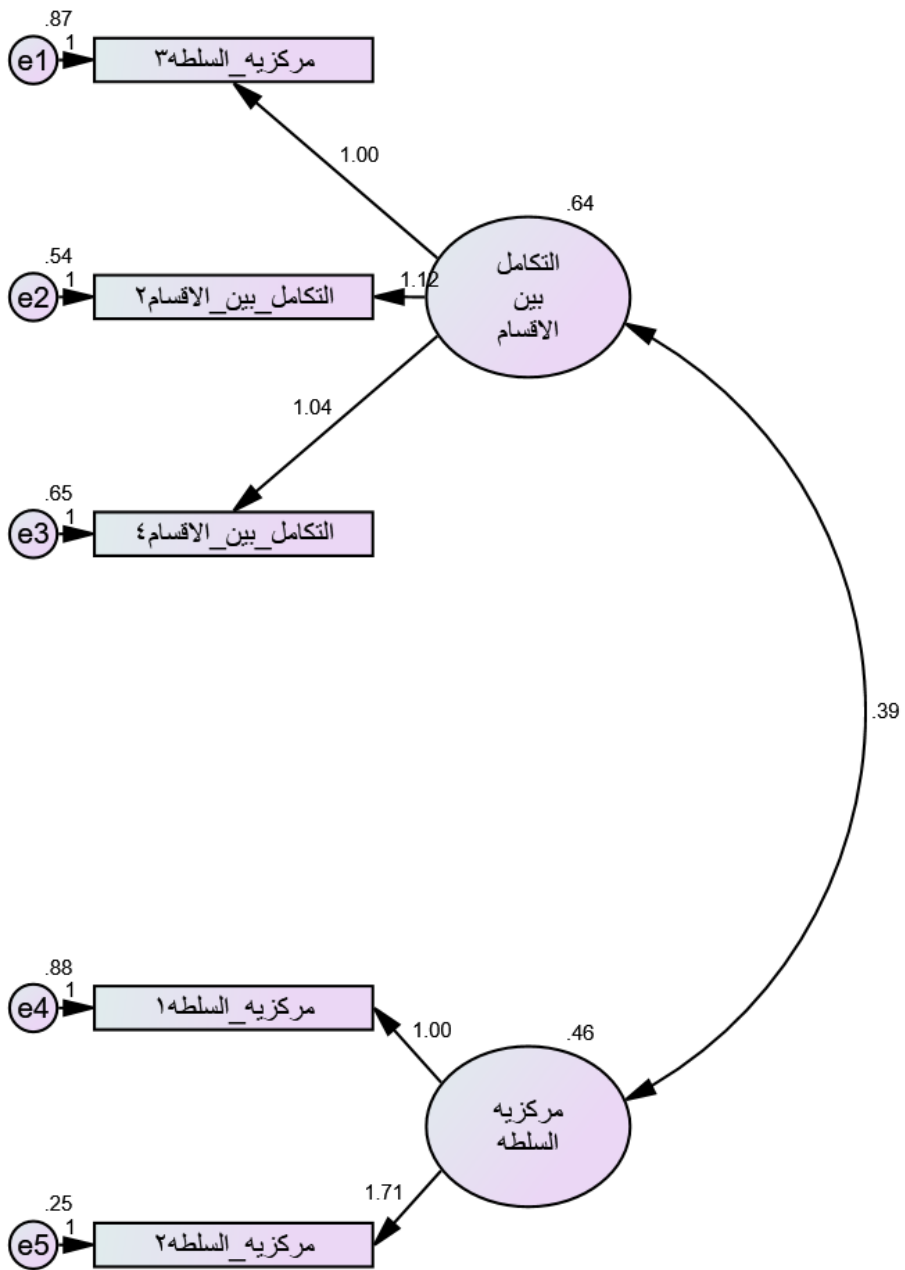 .87
1
e1
مركزيه_السلطه٣
1.00
.64
.54
1
e2
التكامل_بين_الاقسام٢
1.12
التكامل
بين
الاقسام
1.04
.65
1
e3
التكامل_بين_الاقسام٤
.39
.88
1
e4
مركزيه_السلطه١
1.00
.46
مركزيه
السلطه
1.71
.25
1
e5
مركزيه_السلطه٢